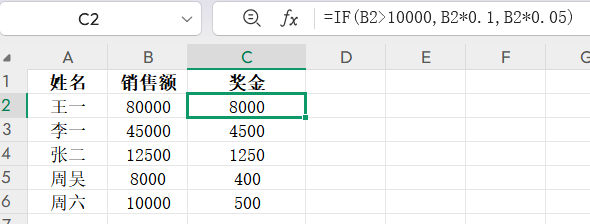 C2 fx =IF(B2>10000,B2*0.1,B2*0.05)
A B C D E F G
1 姓名 销售额 奖金
2 王一 80000 8000
3 李一 45000 4500
4 张二 12500 1250
5 周吴 8000 400
6 周六 10000 500